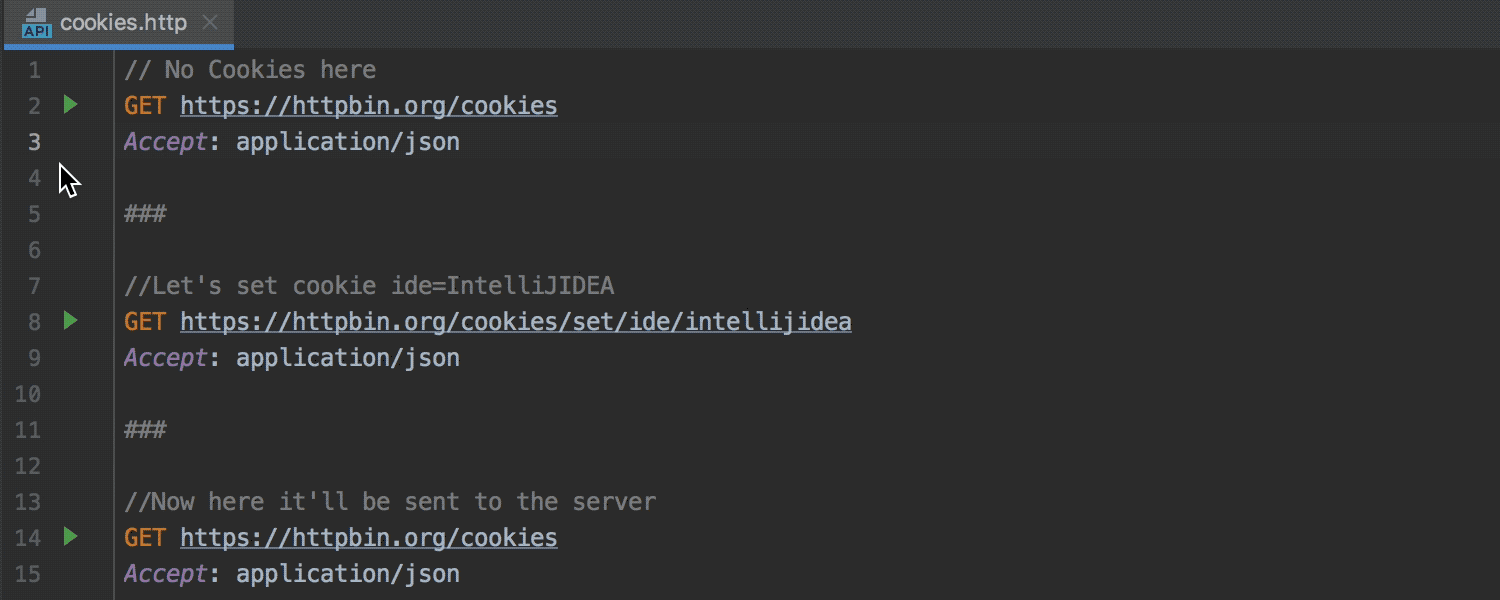 API cookies.http
1 // No Cookies here
2 GET https://httpbin.org/cookies
3 Accept: application/json
4
5 ###
6
7 //Let's set cookie ide=IntelliJIDEA
8 GET https://httpbin.org/cookies/set/ide/intellijidea
9 Accept: application/json
10
11 ###
12
13 //Now here it'll be sent to the server
14 GET https://httpbin.org/cookies
15 Accept: application/json